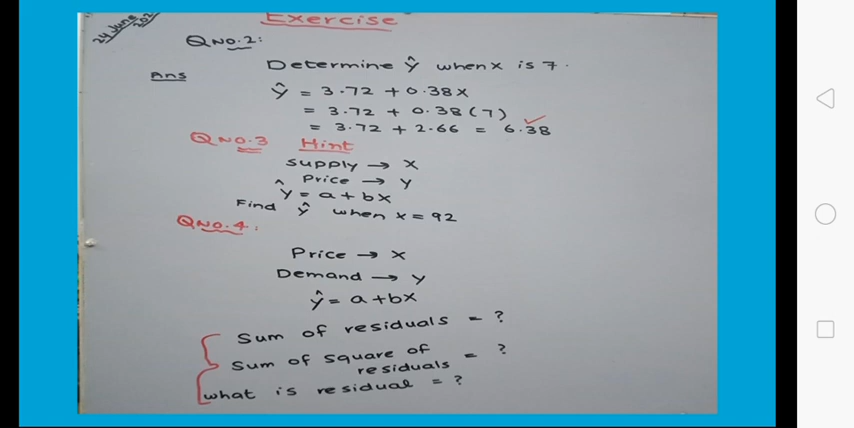 Exercise
24 June 202
QNO.2:
Determine ŷ when x is 7.
Ans
ŷ = 3.72 + 0.38x
= 3.72 + 0.38(7)
= 3.72 + 2.66 = 6.38
QNO.3 Hint
Supply → x
Price → y
ŷ = a + bx
Find ŷ when x = 92
QNO.4:
Price → x
Demand → y
ŷ = a + bx
Sum of residuals = ?
Sum of square of
residuals = ?
what is residual = ?